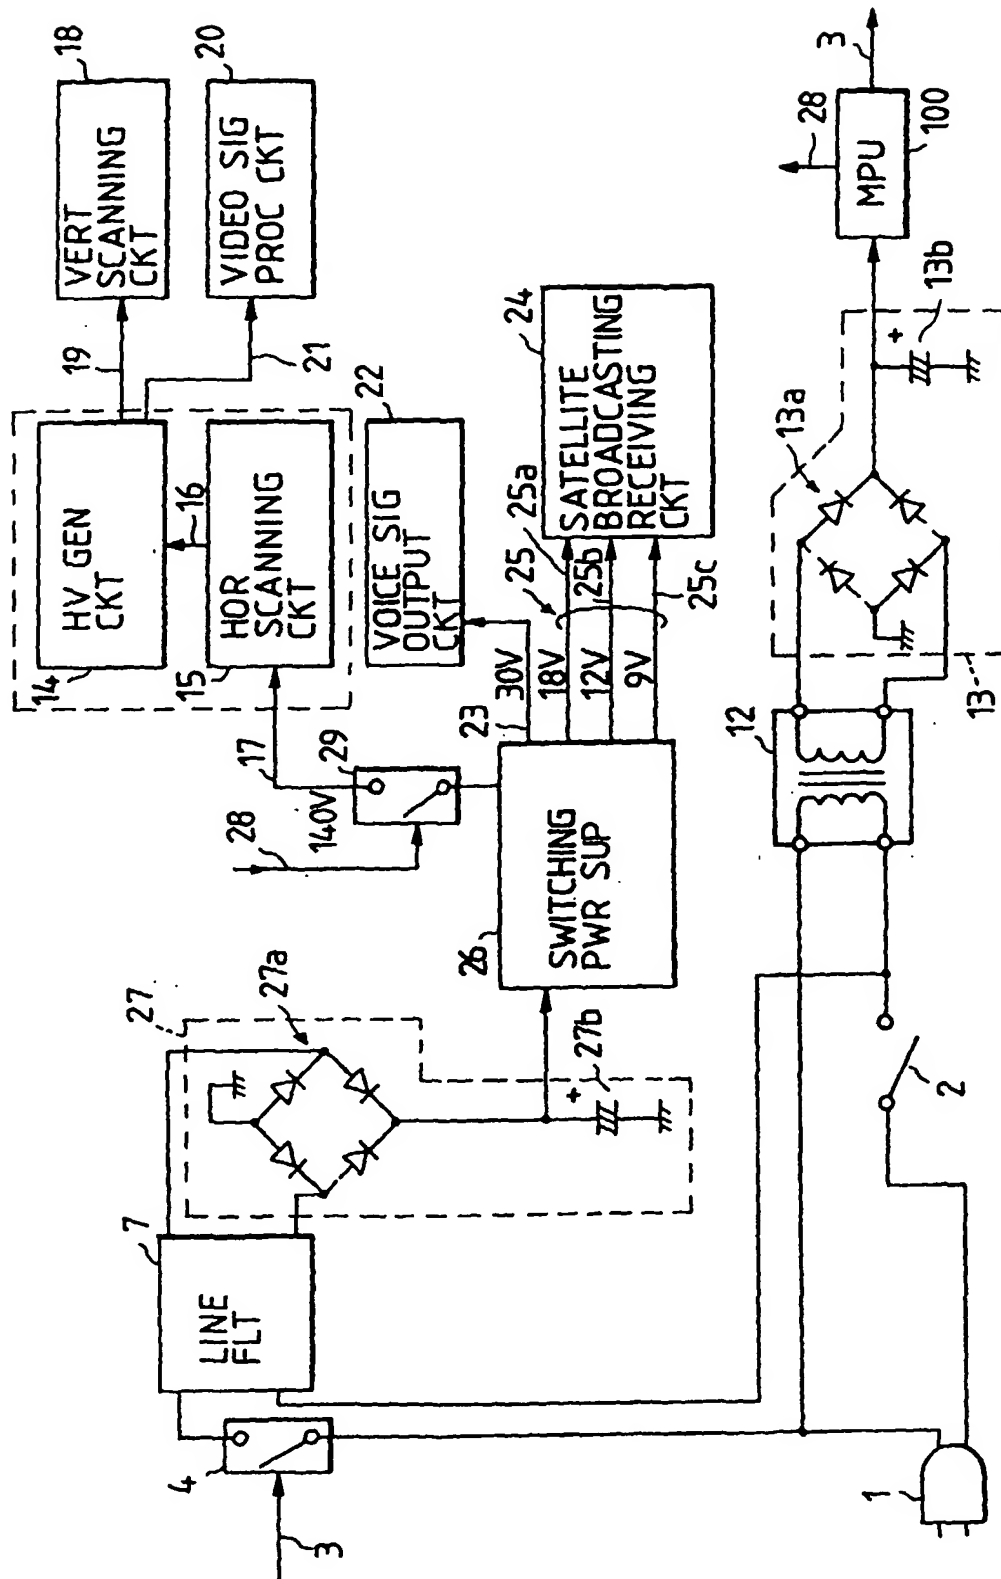 VERT
SCANNING
CKT
18
VIDEO SIG
PROC CKT
20
19
21
HV GEN
CKT
14
16
HOR
SCANNING
CKT
15
VOICE SIG
OUTPUT
CKT
22
SATELLITE
BROADCASTING
RECEIVING
CKT
24
17
140V
29
28
30V
23
18V
12V
9V
25
25a
25b
25c
SWITCHING
PWR SUP
26
27
27a
27b
+
LINE
FLT
7
4
3
MPU
100
28
3
13a
13b
+
13
12
2
1